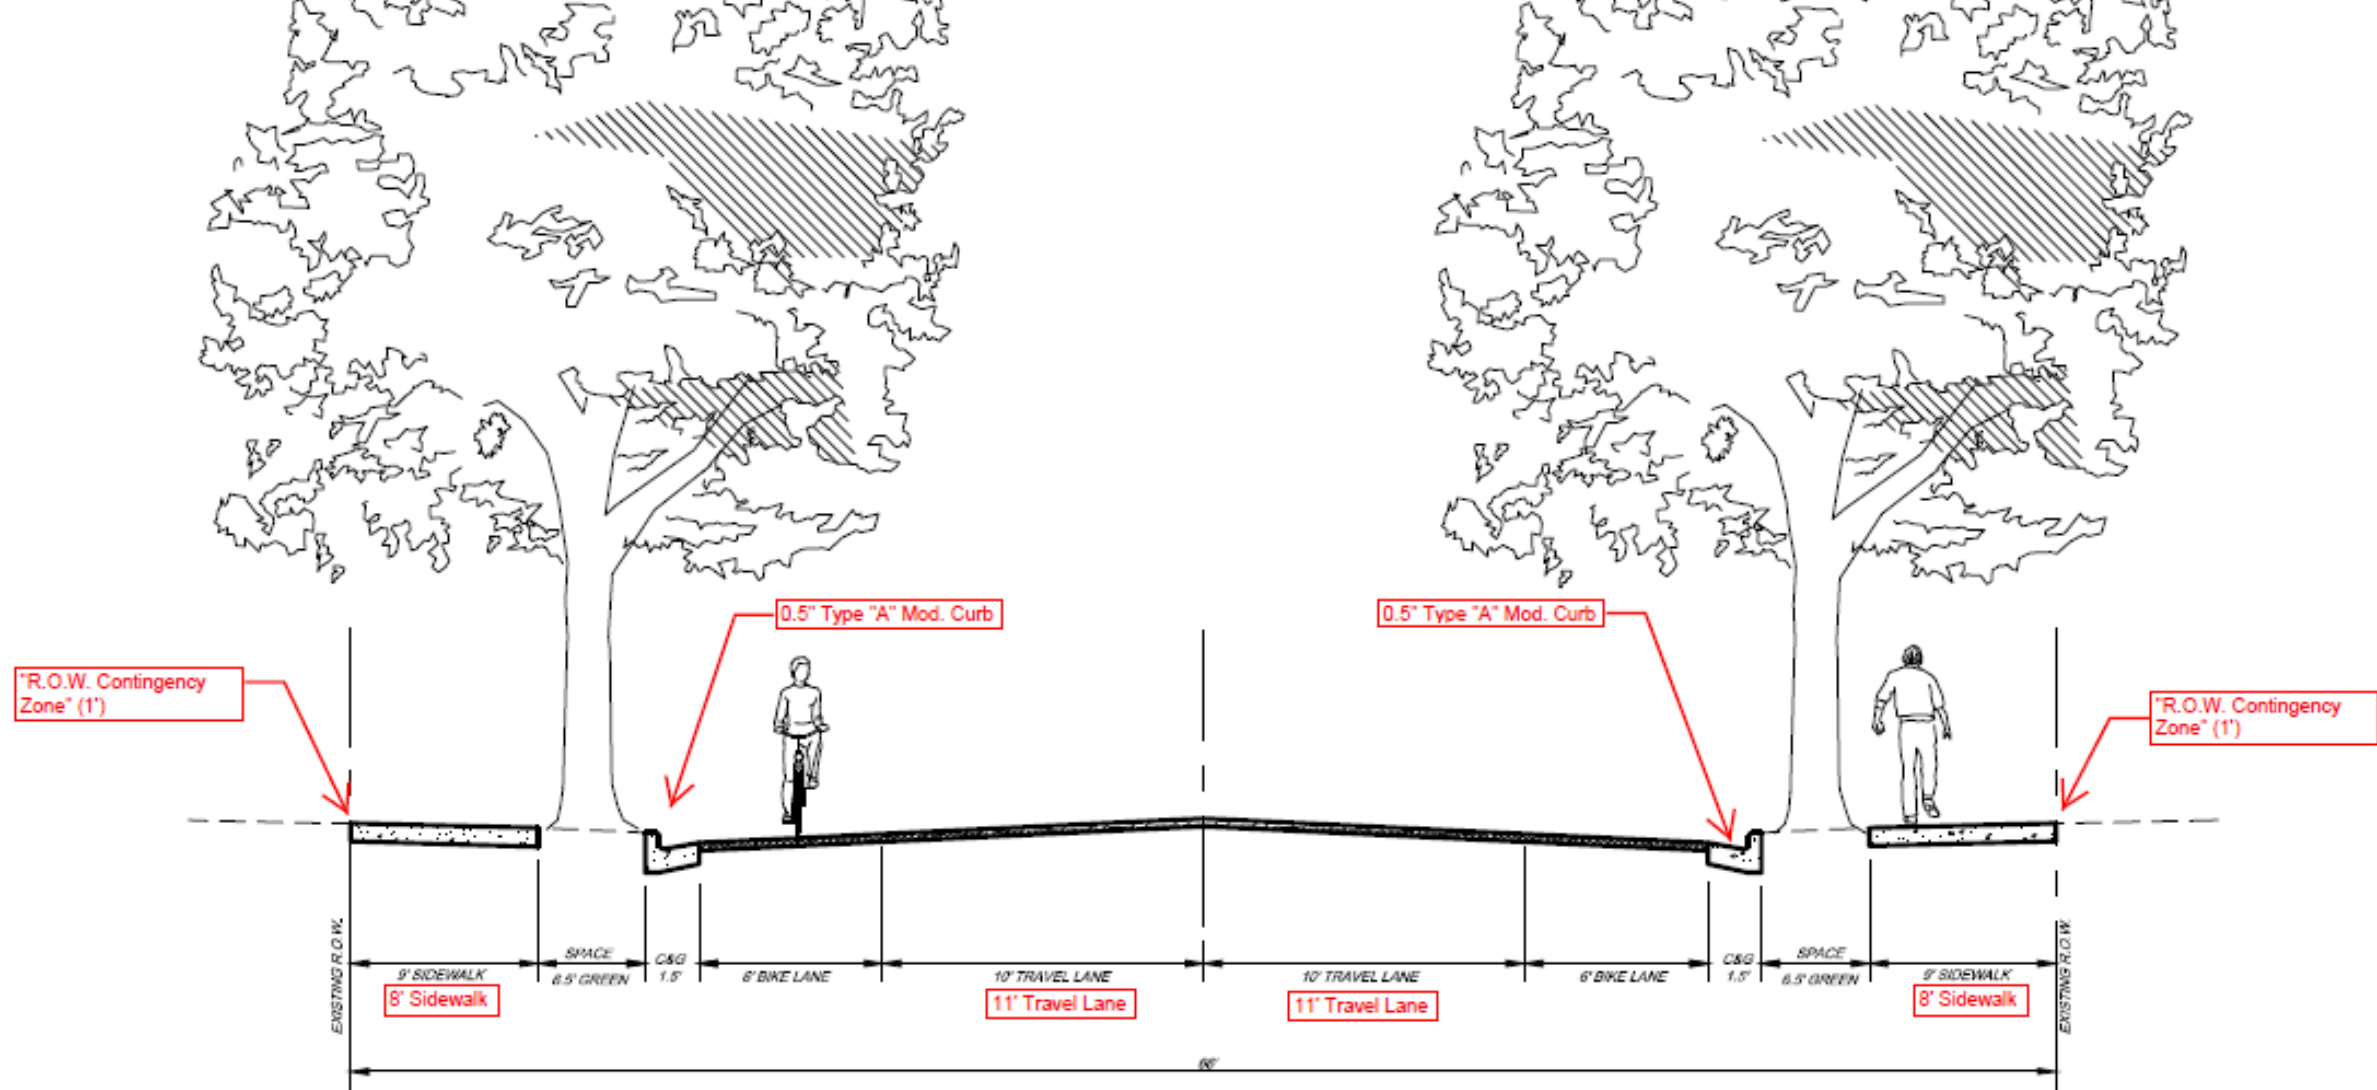 0.5" Type "A" Mod. Curb
0.5" Type "A" Mod. Curb
"R.O.W. Contingency
Zone" (1')
"R.O.W. Contingency
Zone" (1')
EXISTING R.O.W.
9' SIDEWALK
8' Sidewalk
SPACE
6.5' GREEN
C&G
1.5'
6' BIKE LANE
10' TRAVEL LANE
11' Travel Lane
10' TRAVEL LANE
11' Travel Lane
6' BIKE LANE
C&G
1.5'
SPACE
6.5' GREEN
9' SIDEWALK
8' Sidewalk
EXISTING R.O.W.
66'